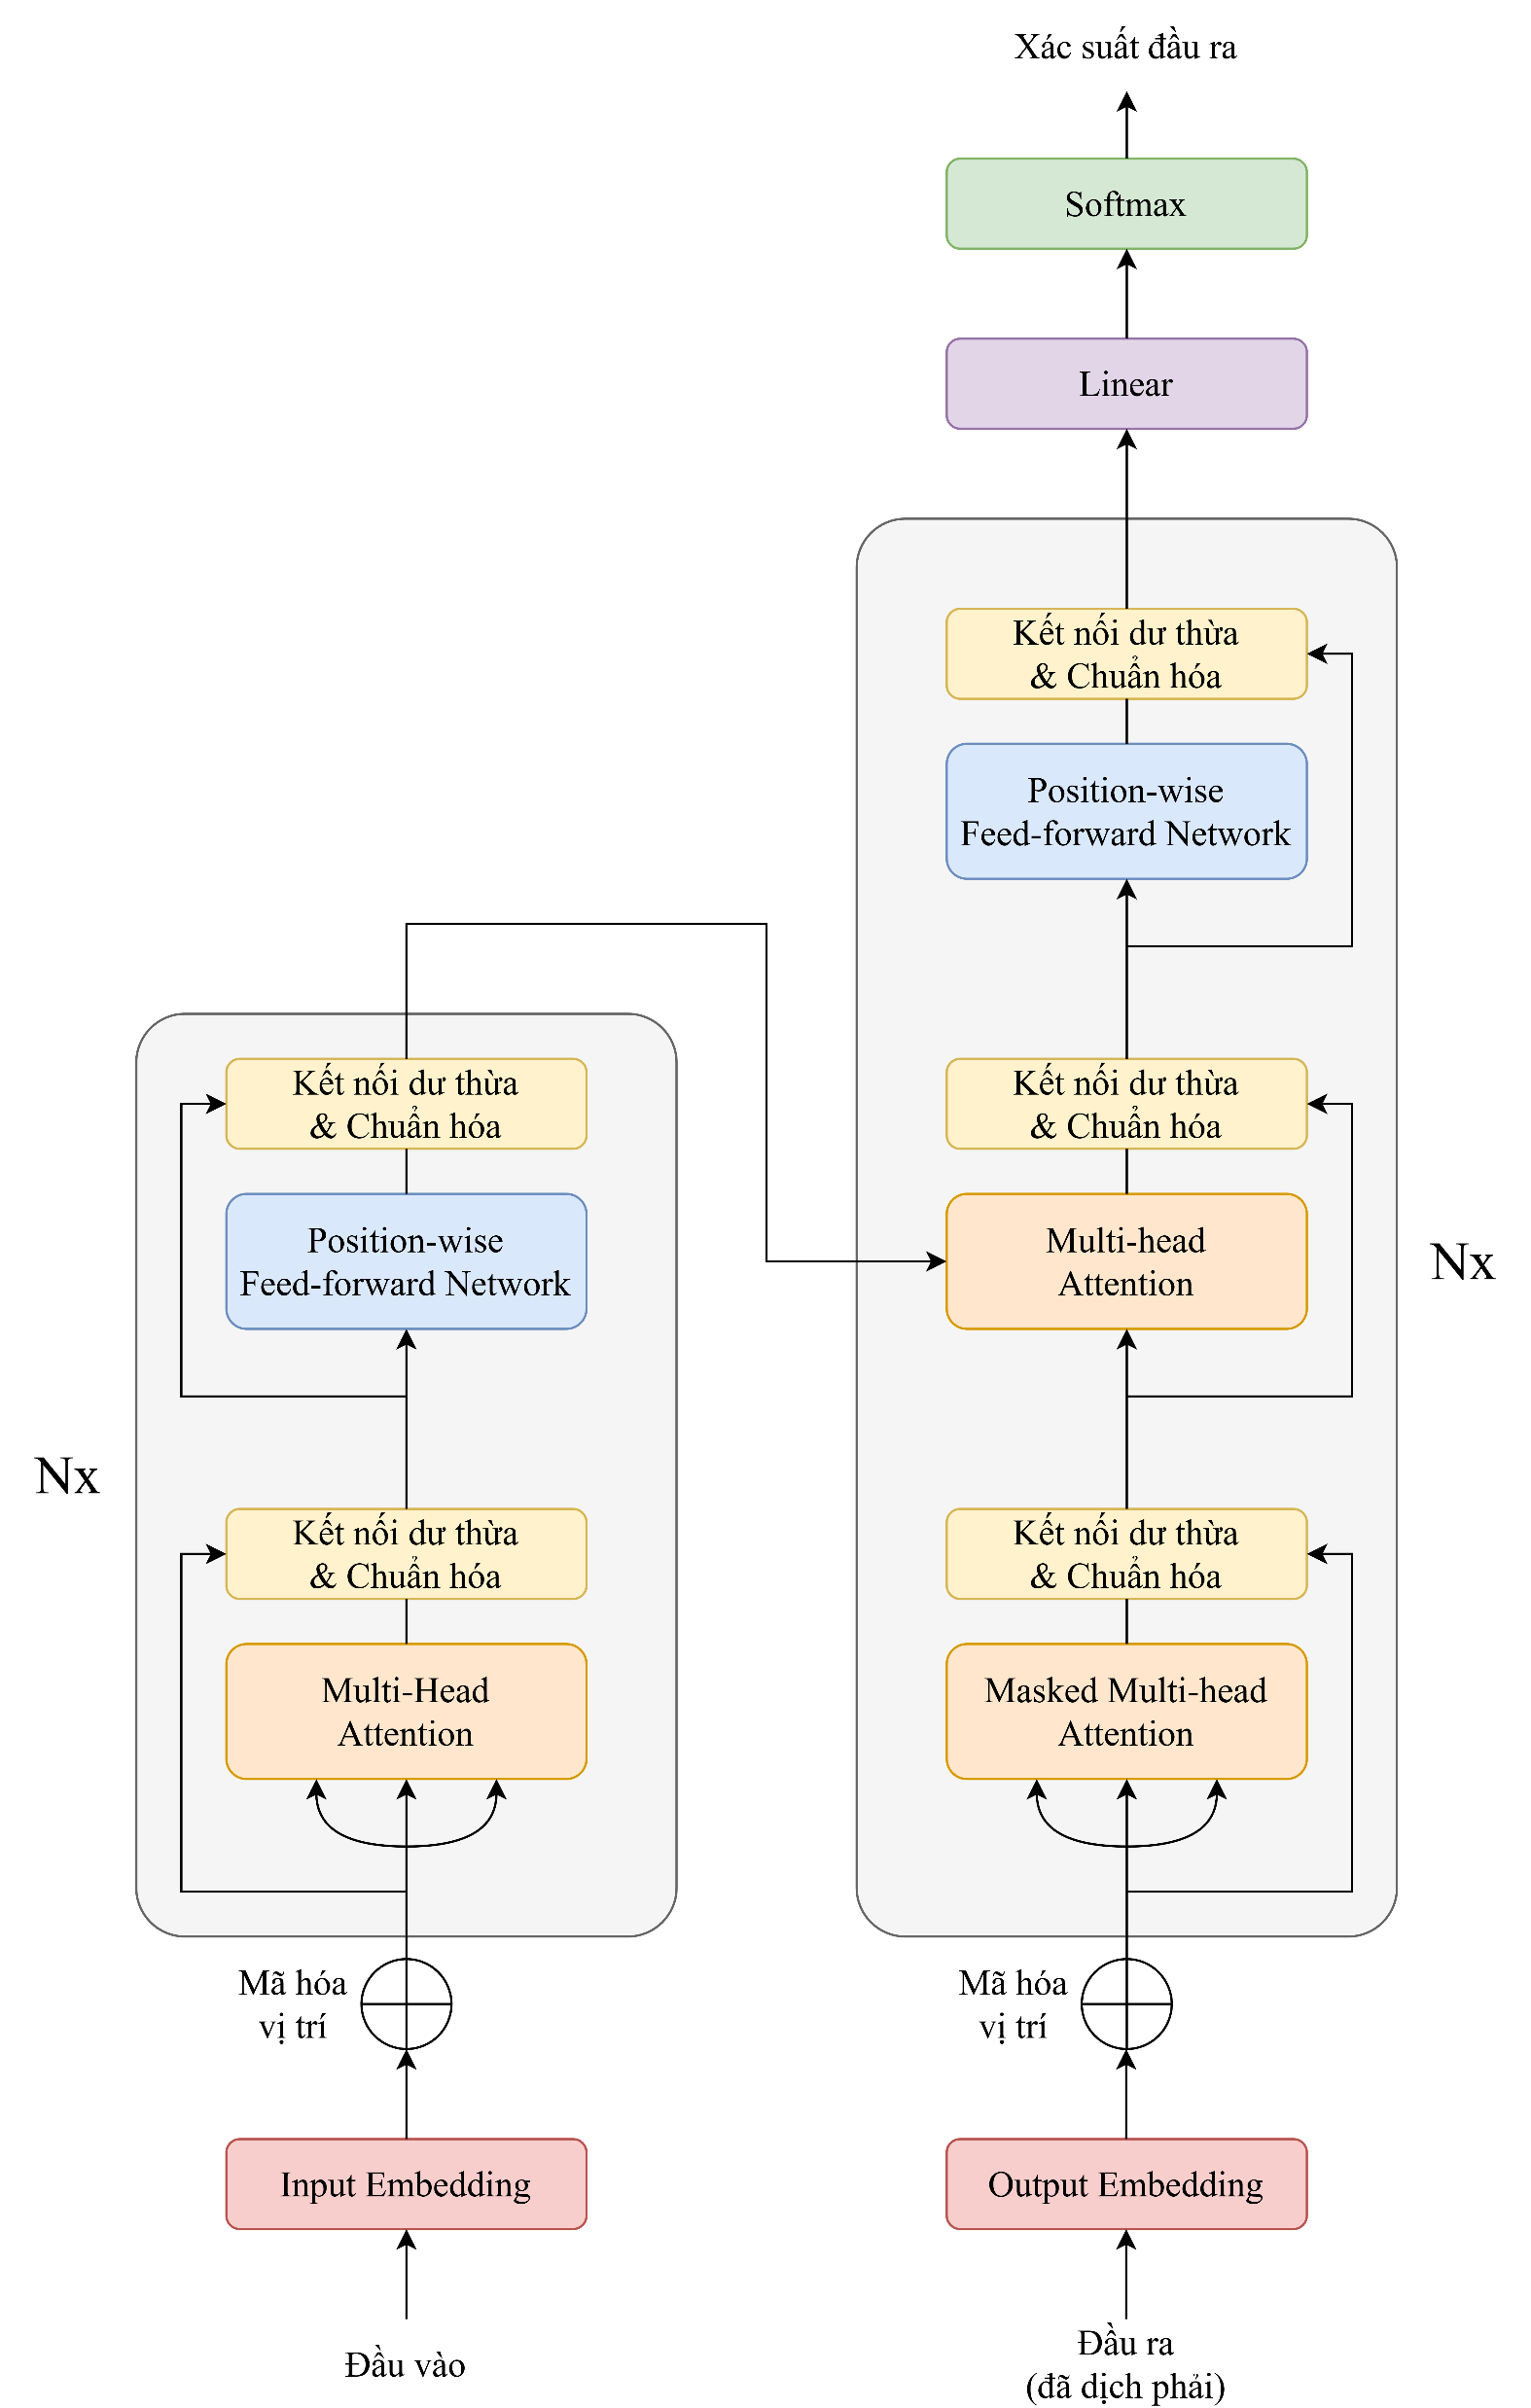 Xác suất đầu ra
Softmax
Linear
Kết nối dư thừa
& Chuẩn hóa
Position-wise
Feed-forward Network
Kết nối dư thừa
& Chuẩn hóa
Multi-head
Attention
Nx
Kết nối dư thừa
& Chuẩn hóa
Masked Multi-head
Attention
Mã hóa
vị trí
Output Embedding
Đầu ra
(đã dịch phải)
Kết nối dư thừa
& Chuẩn hóa
Position-wise
Feed-forward Network
Nx
Kết nối dư thừa
& Chuẩn hóa
Multi-Head
Attention
Mã hóa
vị trí
Input Embedding
Đầu vào